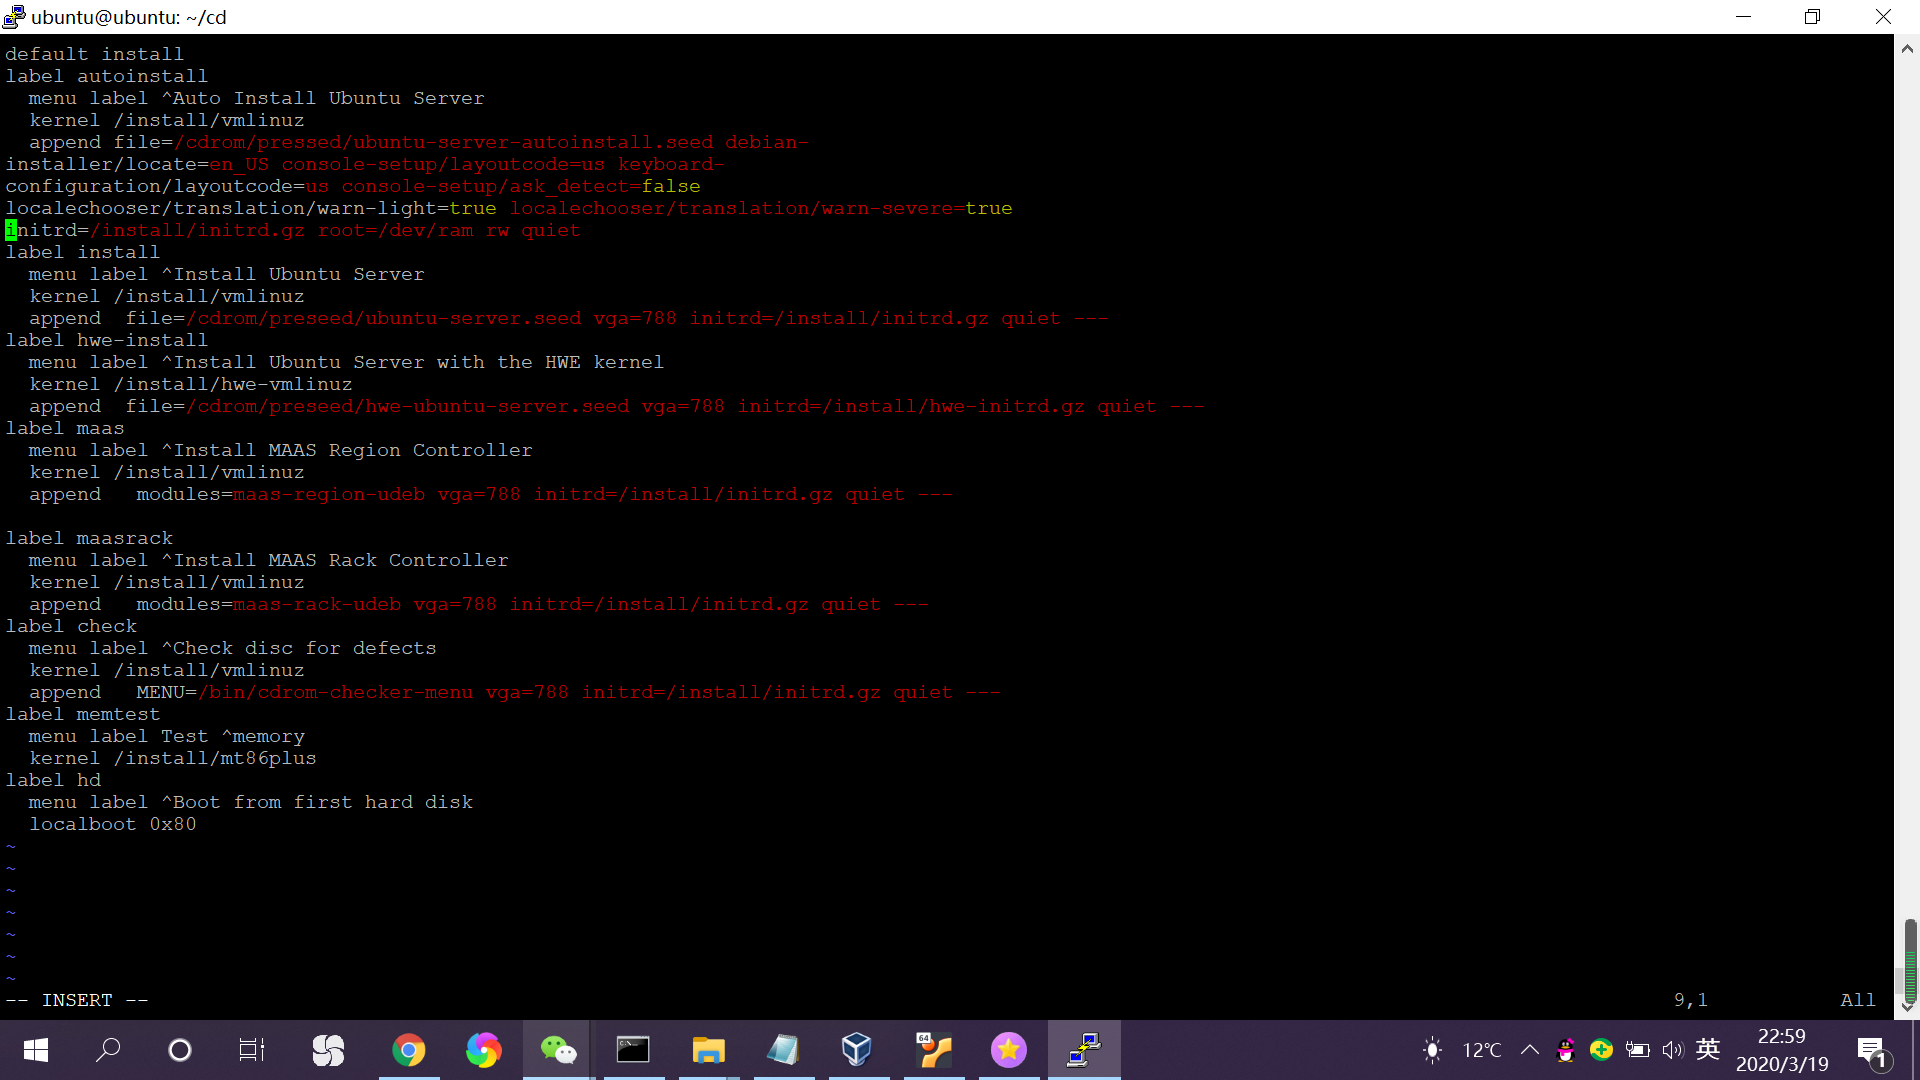 ubuntu@ubuntu: ~/cd
default install
label autoinstall
  menu label ^Auto Install Ubuntu Server
  kernel /install/vmlinuz
  append file=/cdrom/pressed/ubuntu-server-autoinstall.seed debian-
installer/locate=en_US console-setup/layoutcode=us keyboard-
configuration/layoutcode=us console-setup/ask_detect=false
localechooser/translation/warn-light=true localechooser/translation/warn-severe=true
initrd=/install/initrd.gz root=/dev/ram rw quiet
label install
  menu label ^Install Ubuntu Server
  kernel /install/vmlinuz
  append  file=/cdrom/preseed/ubuntu-server.seed vga=788 initrd=/install/initrd.gz quiet ---
label hwe-install
  menu label ^Install Ubuntu Server with the HWE kernel
  kernel /install/hwe-vmlinuz
  append  file=/cdrom/preseed/hwe-ubuntu-server.seed vga=788 initrd=/install/hwe-initrd.gz quiet ---
label maas
  menu label ^Install MAAS Region Controller
  kernel /install/vmlinuz
  append   modules=maas-region-udeb vga=788 initrd=/install/initrd.gz quiet ---

label maasrack
  menu label ^Install MAAS Rack Controller
  kernel /install/vmlinuz
  append   modules=maas-rack-udeb vga=788 initrd=/install/initrd.gz quiet ---
label check
  menu label ^Check disc for defects
  kernel /install/vmlinuz
  append   MENU=/bin/cdrom-checker-menu vga=788 initrd=/install/initrd.gz quiet ---
label memtest
  menu label Test ^memory
  kernel /install/mt86plus
label hd
  menu label ^Boot from first hard disk
  localboot 0x80
~
~
~
~
~
~
~
-- INSERT -- 9,1 All
64
12℃ 英 22:59
2020/3/19
1